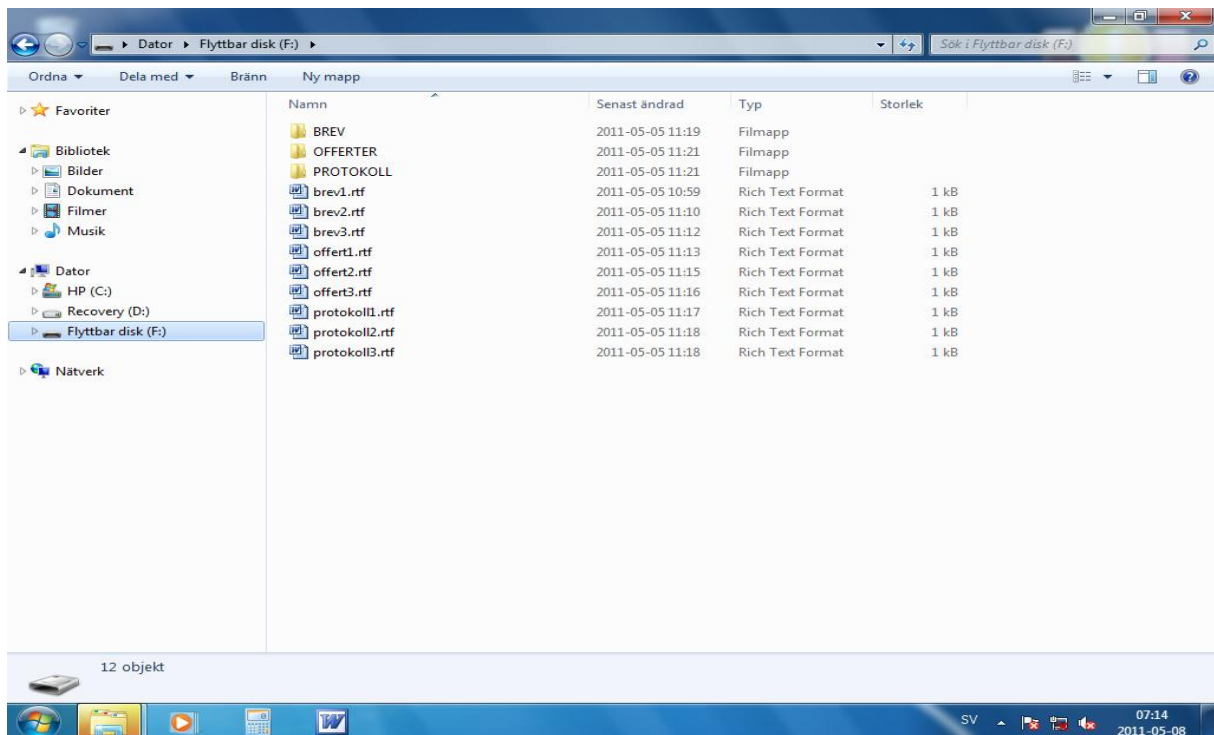 Dator Flyttbar disk (F:) Sök i Flyttbar disk (F:)
Ordna Dela med Bränn Ny mapp
Favoriter
Bibliotek
Bilder
Dokument
Filmer
Musik
Dator
HP (C:)
Recovery (D:)
Flyttbar disk (F:)
Nätverk
Namn Senast ändrad Typ Storlek
BREV 2011-05-05 11:19 Filmapp
OFFERTER 2011-05-05 11:21 Filmapp
PROTOKOLL 2011-05-05 11:21 Filmapp
brev1.rtf 2011-05-05 10:59 Rich Text Format 1 kB
brev2.rtf 2011-05-05 11:10 Rich Text Format 1 kB
brev3.rtf 2011-05-05 11:12 Rich Text Format 1 kB
offert1.rtf 2011-05-05 11:13 Rich Text Format 1 kB
offert2.rtf 2011-05-05 11:15 Rich Text Format 1 kB
offert3.rtf 2011-05-05 11:16 Rich Text Format 1 kB
protokoll1.rtf 2011-05-05 11:17 Rich Text Format 1 kB
protokoll2.rtf 2011-05-05 11:18 Rich Text Format 1 kB
protokoll3.rtf 2011-05-05 11:18 Rich Text Format 1 kB
12 objekt
SV 07:14
2011-05-08